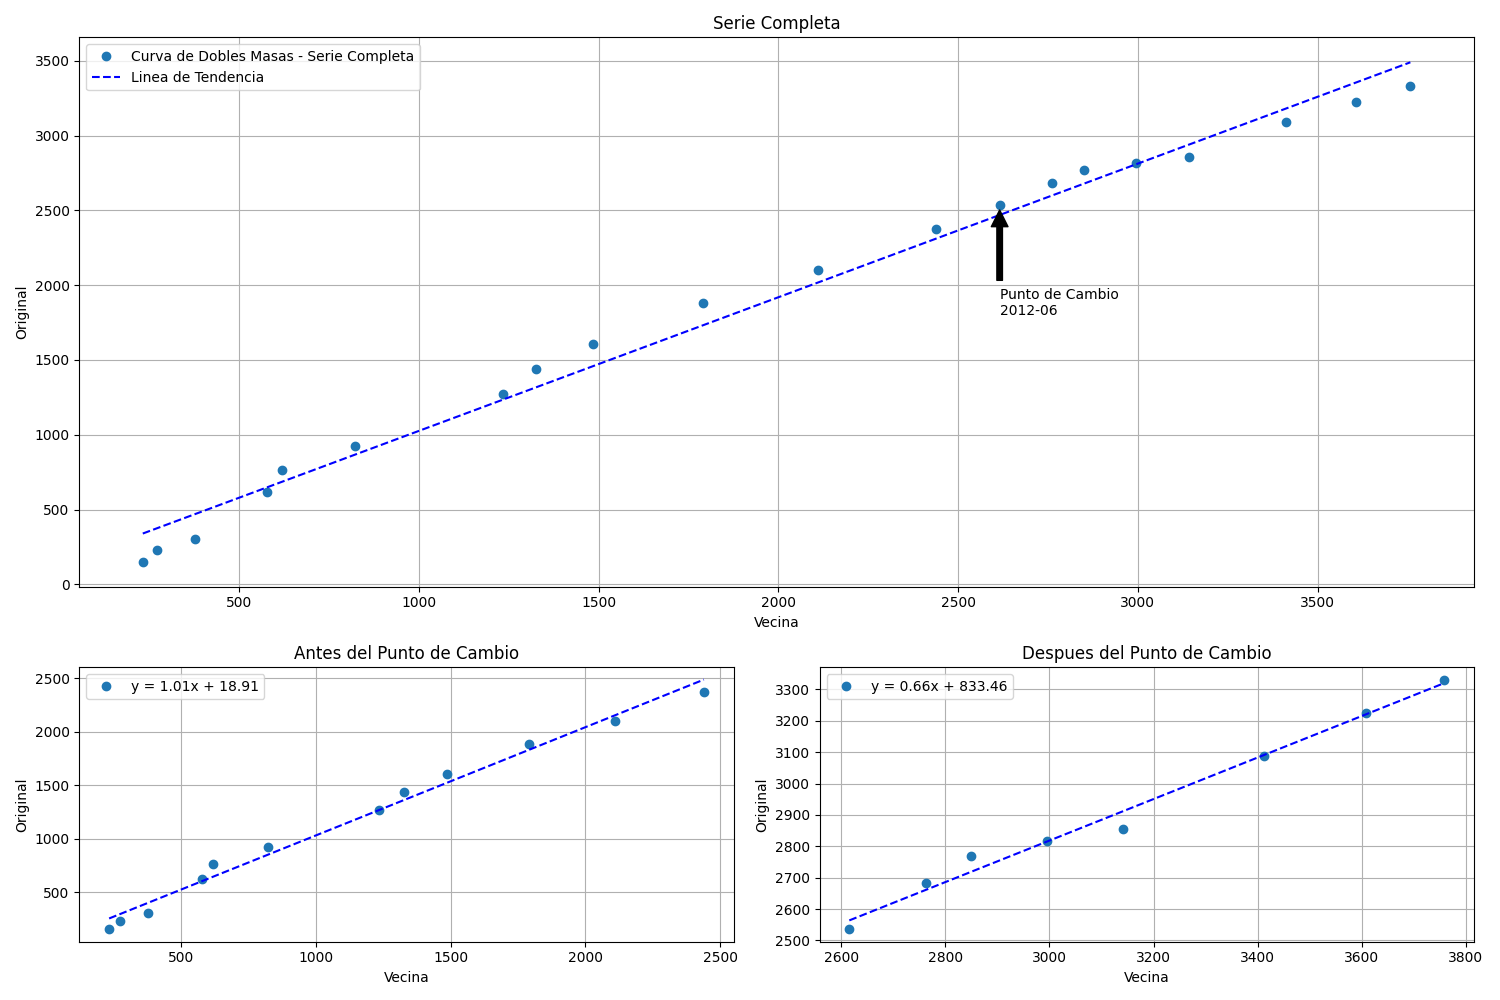 Serie Completa
Curva de Dobles Masas - Serie Completa
Linea de Tendencia
3500
3000
2500
2000
1500
1000
500
0
Original
Punto de Cambio
2012-06
500 1000 1500 2000 2500 3000 3500
Vecina
Antes del Punto de Cambio
y = 1.01x + 18.91
2500
2000
1500
1000
500
Original
500 1000 1500 2000 2500
Vecina
Despues del Punto de Cambio
y = 0.66x + 833.46
3300
3200
3100
3000
2900
2800
2700
2600
2500
Original
2600 2800 3000 3200 3400 3600 3800
Vecina